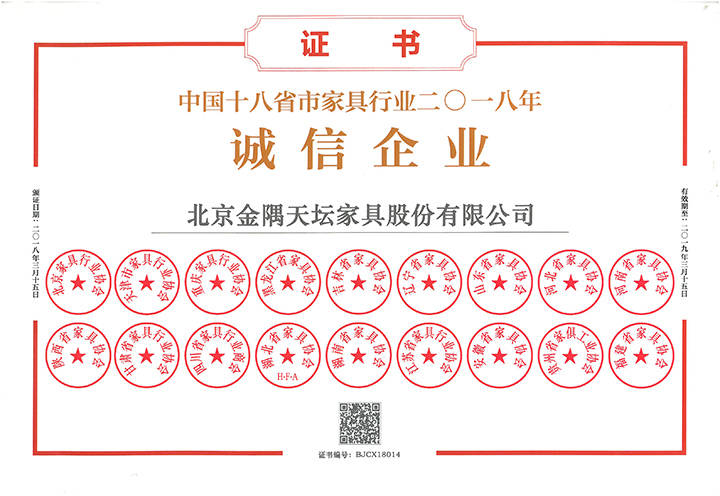 证 书
中国十八省市家具行业二〇一八年
诚信企业
北京金隅天坛家具股份有限公司
颁证日期：二〇一八年三月十五日
有效期至：二〇一九年三月十五日
北京家具行业协会
天津市家具行业协会
重庆家具行业协会
黑龙江省家具协会
吉林省家具协会
辽宁省家具协会
山东省家具协会
河北省家具协会
河南省家具协会
陕西省家具协会
甘肃省家具行业协会
四川省家具行业商会
湖北省家具协会
H·F·A
湖南省家具协会
江苏省家具行业协会
安徽省家具协会
贵州省家俱工业协会
福建省家具协会
证书编号：BJCX18014